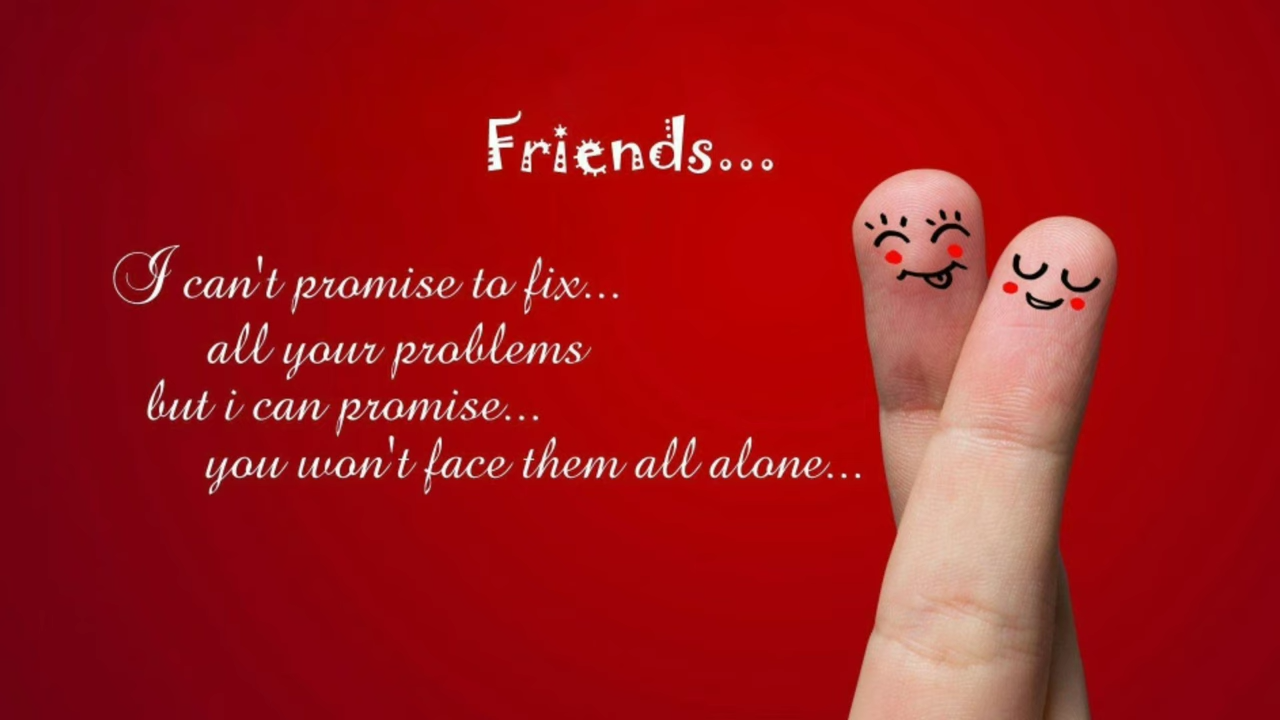 Friends...
I can't promise to fix...
all your problems
but i can promise...
you won't face them all alone...